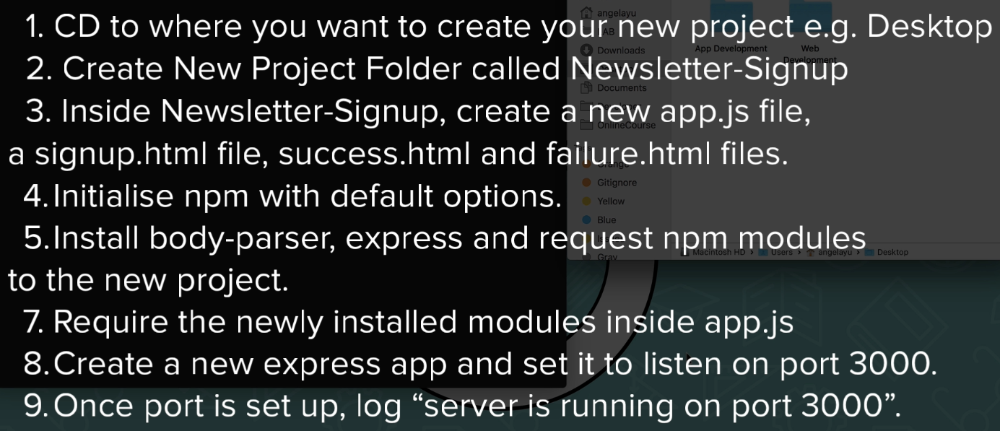 1. CD to where you want to create your new project e.g. Desktop
2. Create New Project Folder called Newsletter-Signup
3. Inside Newsletter-Signup, create a new app.js file,
a signup.html file, success.html and failure.html files.
4. Initialise npm with default options.
5. Install body-parser, express and request npm modules
to the new project.
7. Require the newly installed modules inside app.js
8. Create a new express app and set it to listen on port 3000.
9. Once port is set up, log “server is running on port 3000”.
angelayu
Downloads
Documents
OnlineCourse
Orange
Gitignore
Yellow
Blue
Gray
App Development
Web
Development
Macintosh HD › Users › angelayu › Desktop